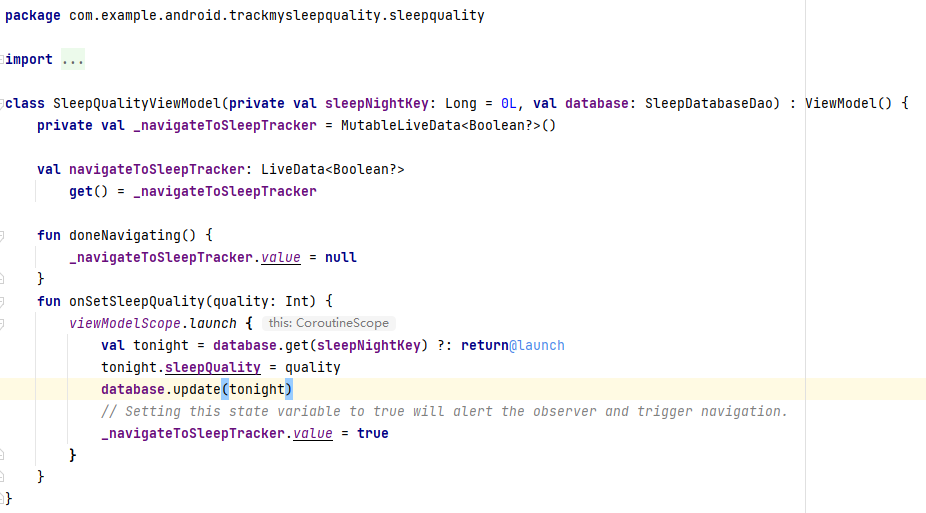 package com.example.android.trackmysleepquality.sleepquality
import ...
class SleepQualityViewModel(private val sleepNightKey: Long = 0L, val database: SleepDatabaseDao) : ViewModel() {
    private val _navigateToSleepTracker = MutableLiveData<Boolean?>()
    val navigateToSleepTracker: LiveData<Boolean?>
        get() = _navigateToSleepTracker
    fun doneNavigating() {
        _navigateToSleepTracker.value = null
    }
    fun onSetSleepQuality(quality: Int) {
        viewModelScope.launch { this: CoroutineScope
            val tonight = database.get(sleepNightKey) ?: return@launch
            tonight.sleepQuality = quality
            database.update(tonight)
            // Setting this state variable to true will alert the observer and trigger navigation.
            _navigateToSleepTracker.value = true
        }
    }
}